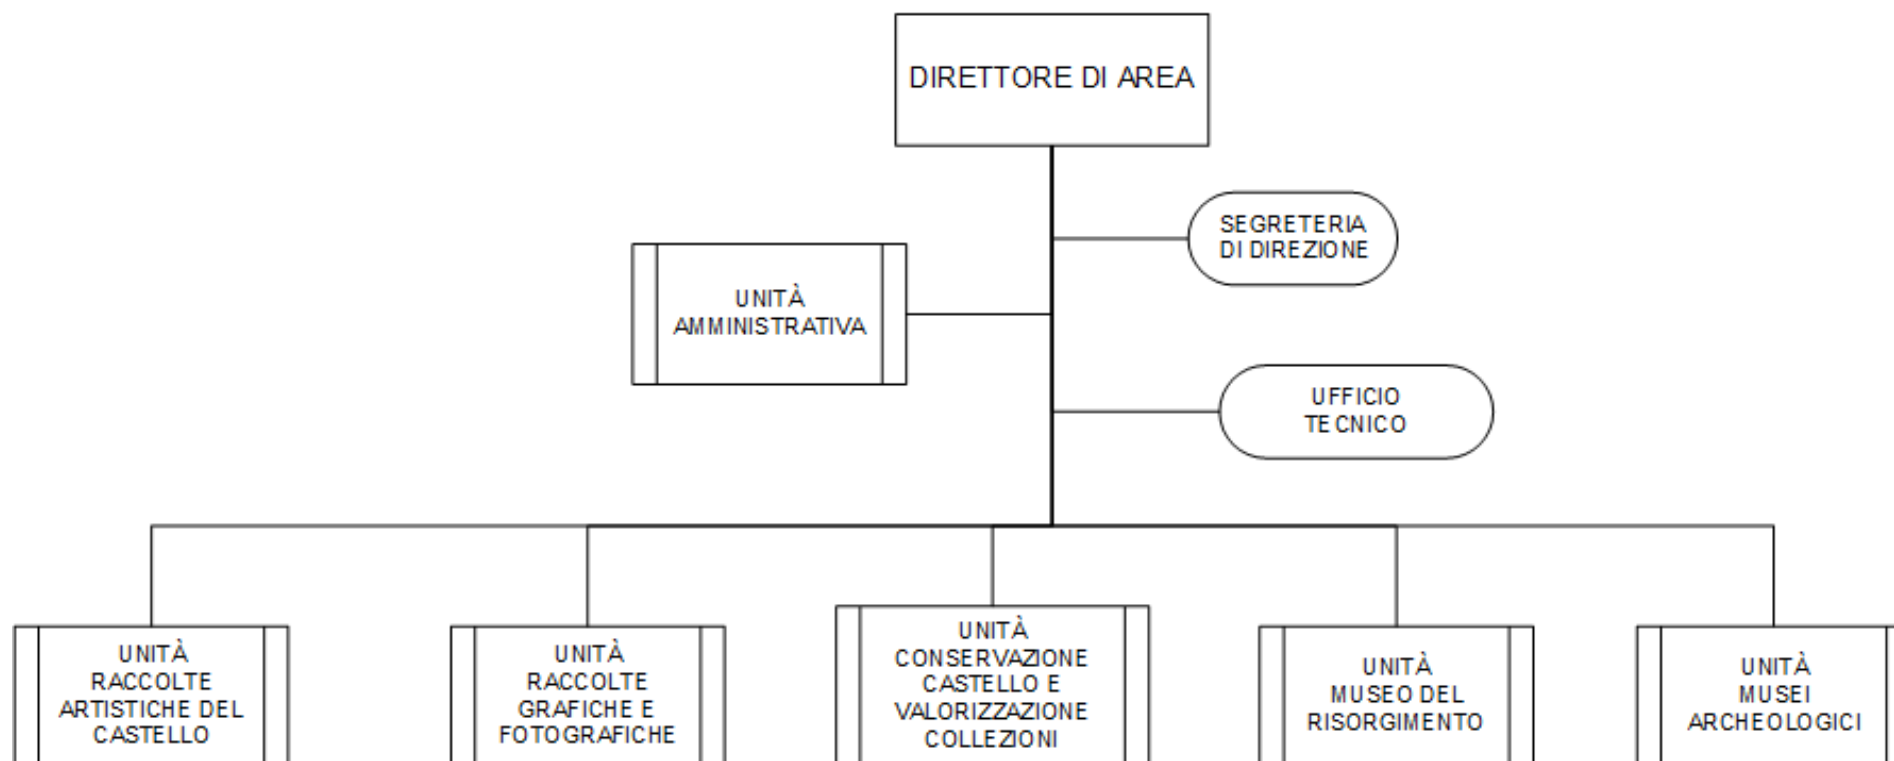 DIRETTORE DI AREA
SEGRETERIA
DI DIREZIONE
UNITÀ
AMMINISTRATIVA
UFFICIO
TECNICO
UNITÀ
RACCOLTE
ARTISTICHE DEL
CASTELLO
UNITÀ
RACCOLTE
GRAFICHE E
FOTOGRAFICHE
UNITÀ
CONSERVAZIONE
CASTELLO E
VALORIZZAZIONE
COLLEZIONI
UNITÀ
MUSEO DEL
RISORGIMENTO
UNITÀ
MUSEI
ARCHEOLOGICI